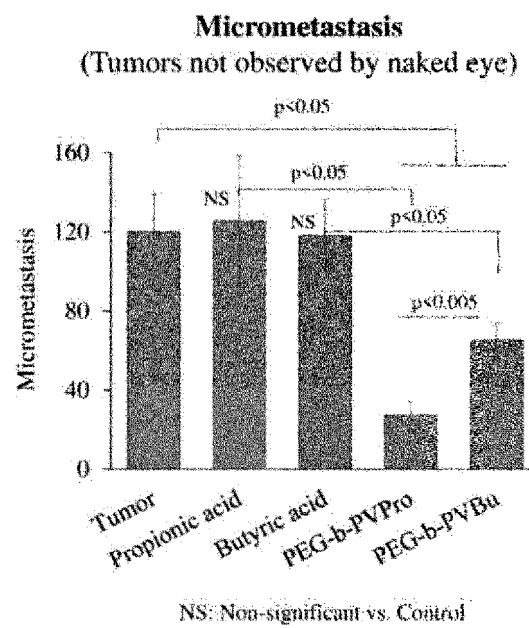 Micrometastasis
(Tumors not observed by naked eye)
p<0.05
160
p<0.05
NS
NS
p<0.05
120
80
p<0.005
40
0
Micrometastasis
Tumor
Propionic acid
Butyric acid
PEG-b-PVPro
PEG-b-PVBu
NS: Non-significant vs. Control